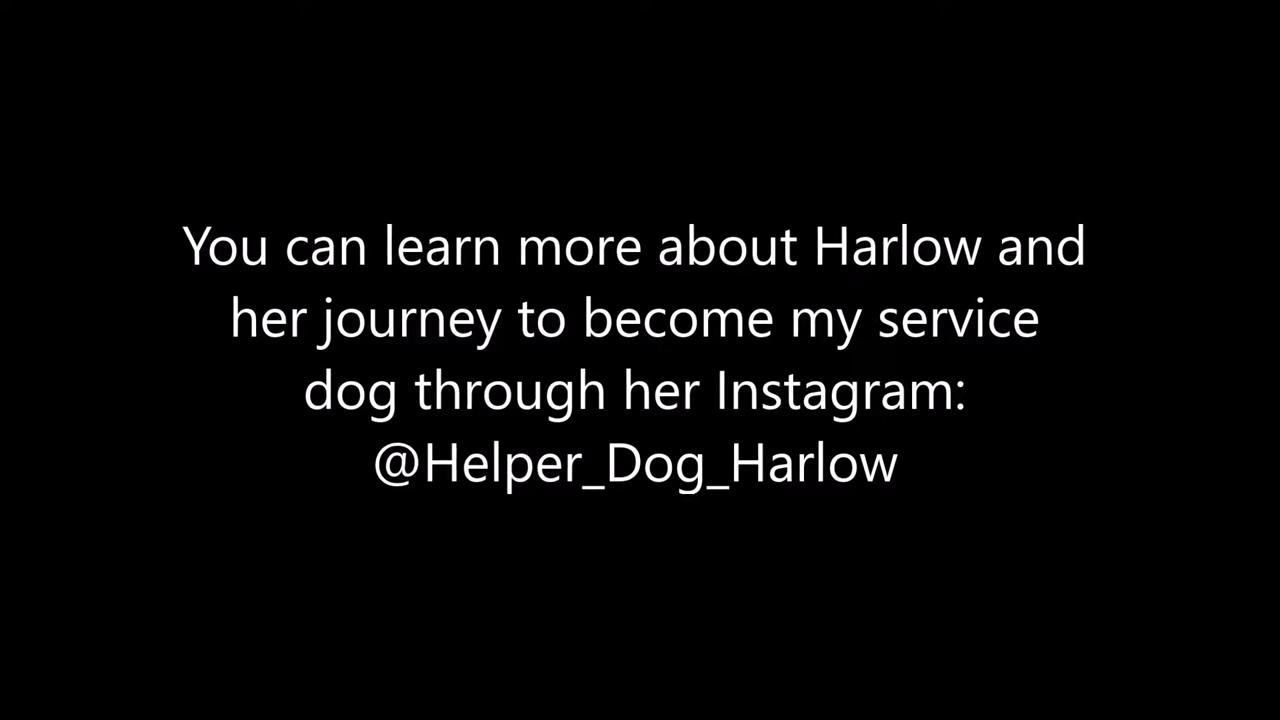 You can learn more about Harlow and
her journey to become my service
dog through her Instagram:
@Helper_Dog_Harlow